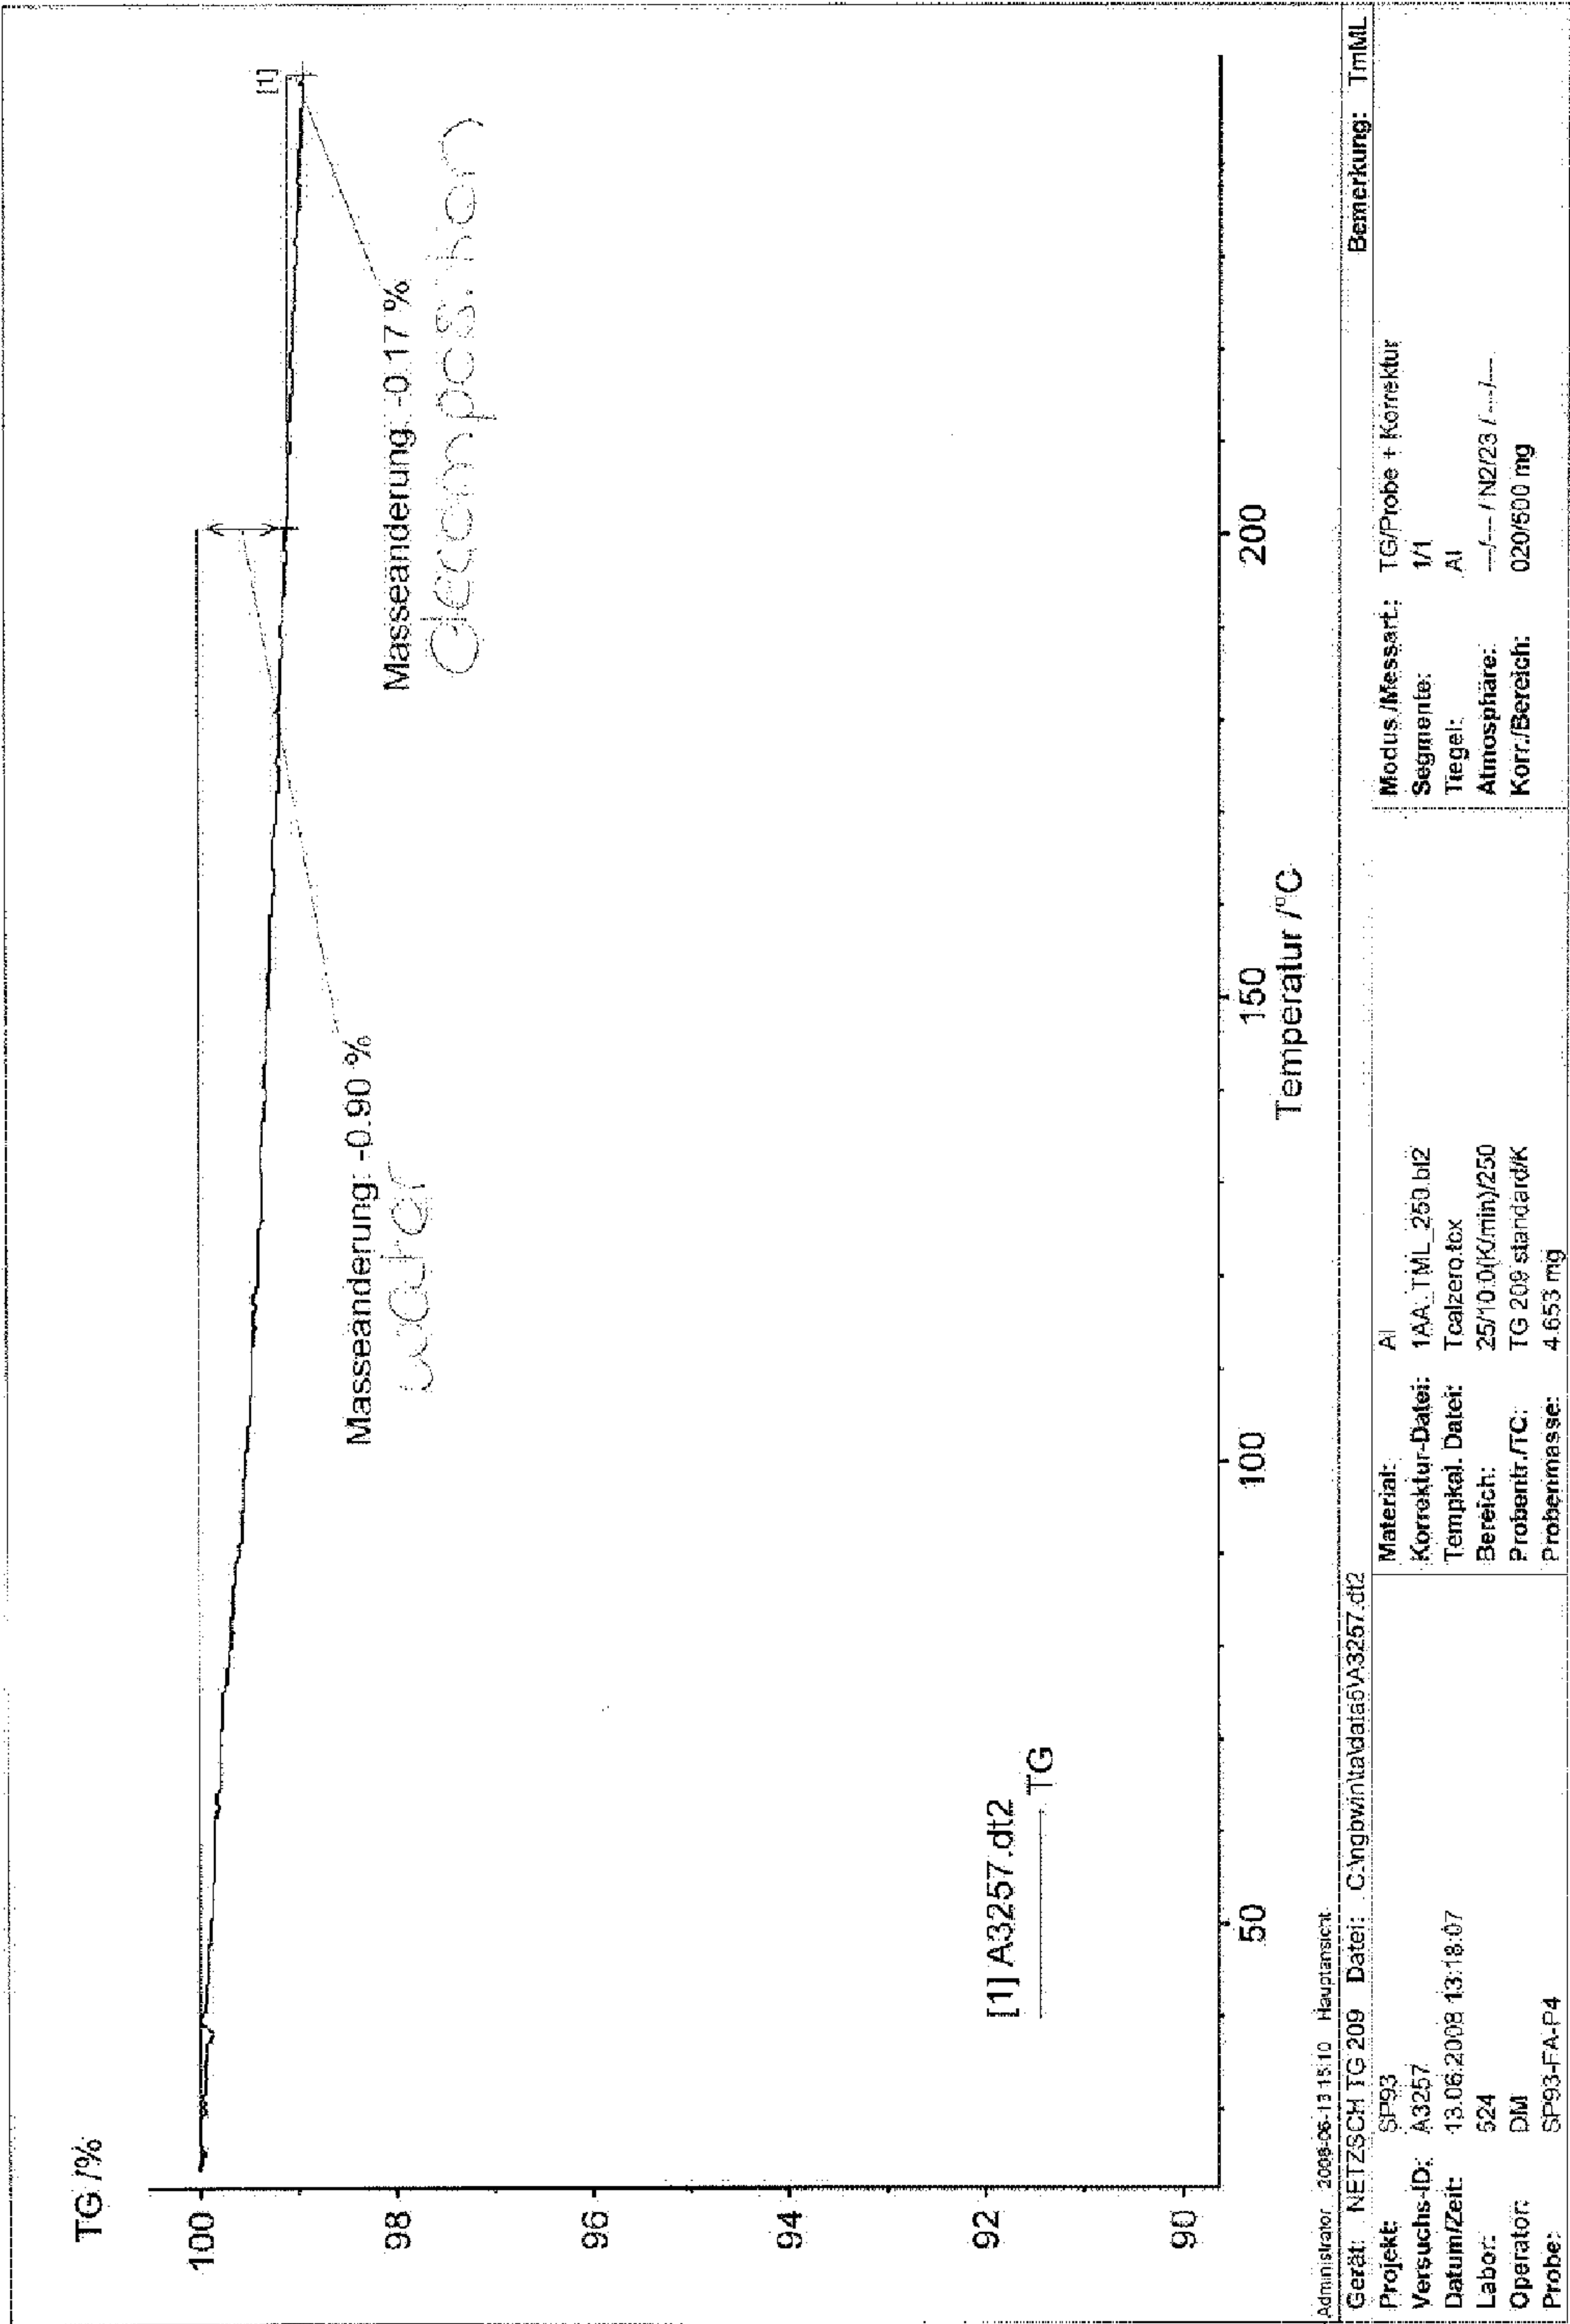 TG /%
100
98
96
94
92
90
[1]
Masseänderung: -0.90 %
water
Masseänderung: -0.17 %
decomposition
[1] A3257.dt2
TG
50
100
150
200
Temperatur /°C
Administrator 2008-06-13 15:10 Hauptansicht
Gerät: NETZSCH TG 209 Datei: C:\ngbwin\ta\data5\A3257.dt2 Bemerkung: TmML
Projekt: SP93
Versuchs-ID: A3257
Datum/Zeit: 13.06.2008 13:18:07
Labor: 524
Operator: DM
Probe: SP93-FA-P4
Material: Al
Korrektur-Datei: 1AA_TML_250.bt2
Tempkal. Datei: Tcalzero.tcx
Bereich: 25/10.0(K/min)/250
Probentr./TC: TG 209 standard/K
Probenmasse: 4.653 mg
Modus /Messart.: TG/Probe + Korrektur
Segmente: 1/1
Tiegel: Al
Atmosphäre: ---/--- / N2/23 / ---/---
Korr./Bereich: 020/500 mg